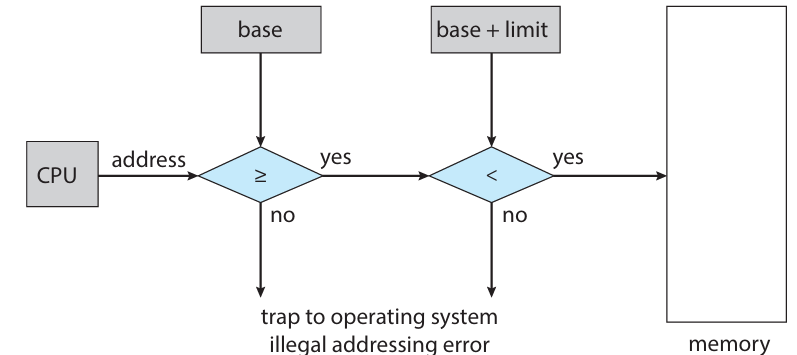 base
base + limit
CPU
address
≥
yes
<
yes
no
no
trap to operating system
illegal addressing error
memory